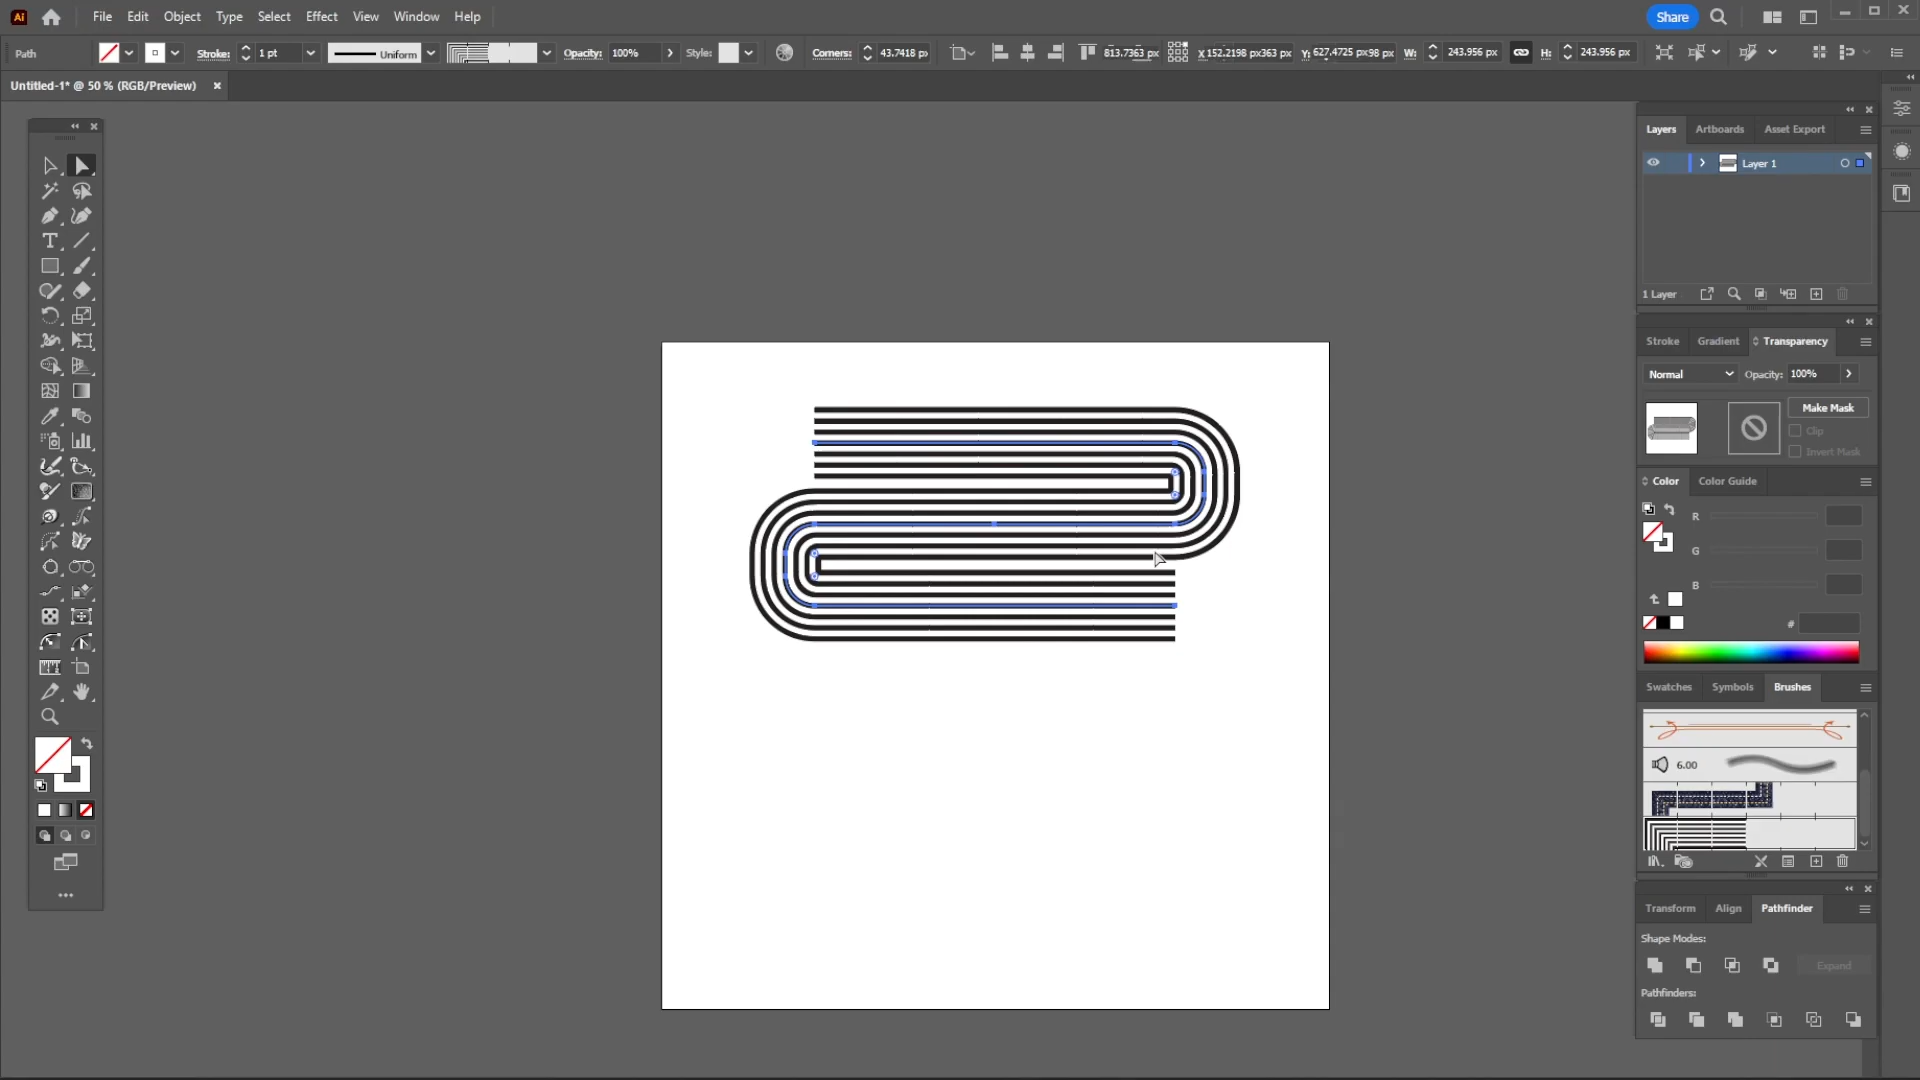 Ai File Edit Object Type Select Effect View Window Help Share
Path Stroke: 1 pt Uniform Opacity: 100% Style: Corners: 43.7418 px 813.7363 px X 152.2198 px363 px Y: 627.4725 px98 px W: 243.956 px H: 243.956 px
Untitled-1* @ 50 % (RGB/Preview)
Layers Artboards Asset Export
Layer 1
1 Layer
Stroke Gradient Transparency
Normal Opacity: 100%
Make Mask
Clip
Invert Mask
Color Color Guide
R
G
B
#
Swatches Symbols Brushes
6.00
Transform Align Pathfinder
Shape Modes:
Expand
Pathfinders: